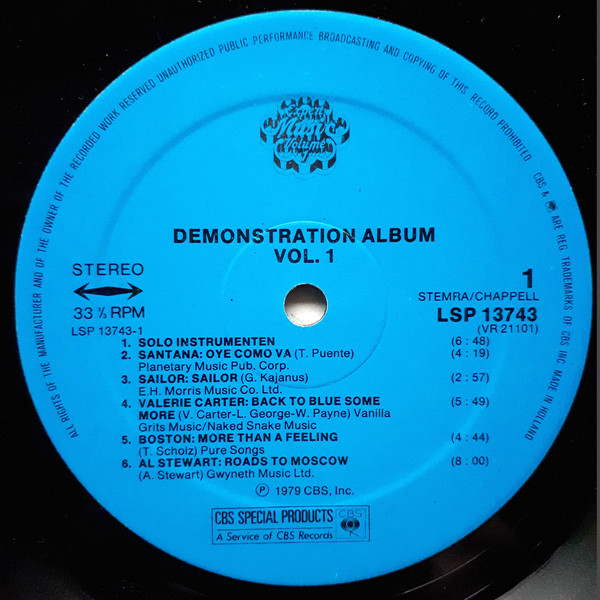 ALL RIGHTS OF THE MANUFACTURER AND OF THE OWNER OF THE RECORDED WORK RESERVED UNAUTHORIZED PUBLIC PERFORMANCE BROADCASTING AND COPYING OF THIS RECORD PROHIBITED CBS & ARE REG. TRADEMARKS OF CBS INC. MADE IN HOLLAND
Expert
Music
Volume
DEMONSTRATION ALBUM
VOL. 1
STEREO
33 ⅓ RPM
LSP 13743-1
1
STEMRA/CHAPPELL
LSP 13743
(VR 21101)
1. SOLO INSTRUMENTEN (6 : 48)
2. SANTANA: OYE COMO VA (T. Puente) (4 : 19)
Planetary Music Pub. Corp.
3. SAILOR: SAILOR (G. Kajanus) (2 : 57)
E.H. Morris Music Co. Ltd.
4. VALERIE CARTER: BACK TO BLUE SOME (5 : 49)
MORE (V. Carter-L. George-W. Payne) Vanilla
Grits Music/Naked Snake Music
5. BOSTON: MORE THAN A FEELING (4 : 44)
(T. Scholz) Pure Songs
6. AL STEWART: ROADS TO MOSCOW (8 : 00)
(A. Stewart) Gwyneth Music Ltd.
℗ 1979 CBS, Inc.
CBS SPECIAL PRODUCTS
A Service of CBS Records
CBS